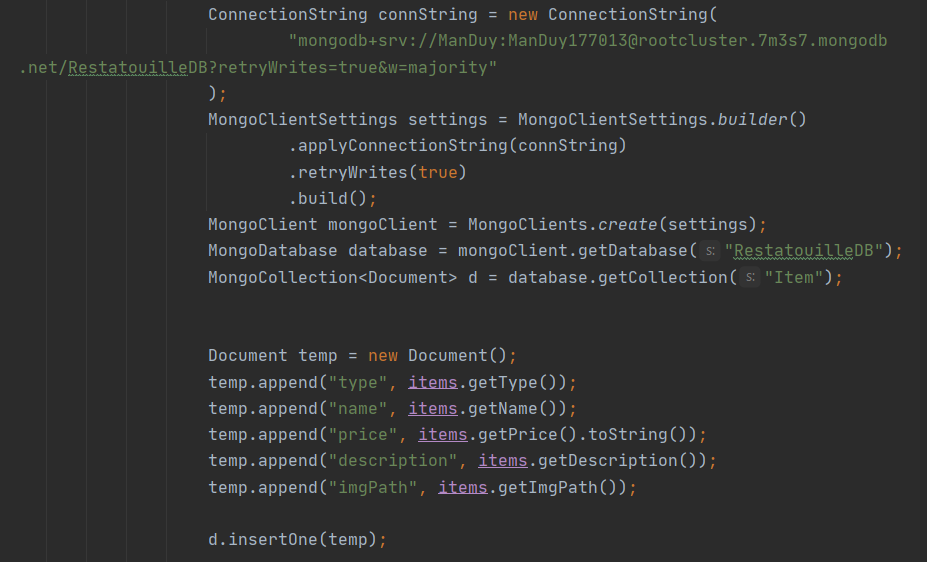 ConnectionString connString = new ConnectionString(
"mongodb+srv://ManDuy:ManDuy177013@rootcluster.7m3s7.mongodb
.net/RestatouilleDB?retryWrites=true&w=majority"
);
MongoClientSettings settings = MongoClientSettings.builder()
.applyConnectionString(connString)
.retryWrites(true)
.build();
MongoClient mongoClient = MongoClients.create(settings);
MongoDatabase database = mongoClient.getDatabase( s: "RestatouilleDB");
MongoCollection<Document> d = database.getCollection( s: "Item");
Document temp = new Document();
temp.append("type", items.getType());
temp.append("name", items.getName());
temp.append("price", items.getPrice().toString());
temp.append("description", items.getDescription());
temp.append("imgPath", items.getImgPath());
d.insertOne(temp);